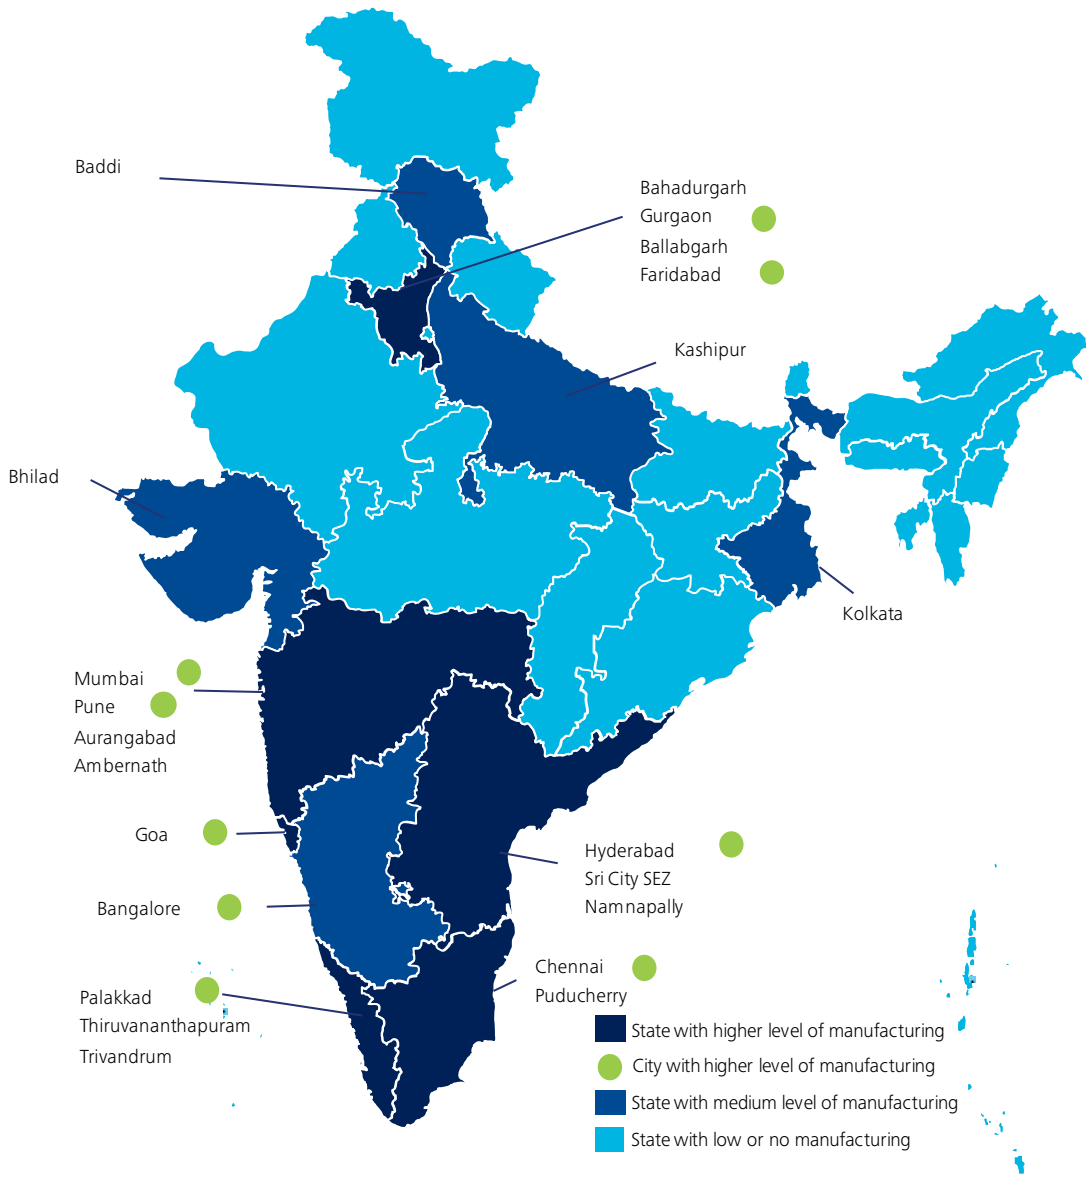 Baddi
Bahadurgarh
Gurgaon
Ballabgarh
Faridabad
Kashipur
Bhilad
Kolkata
Mumbai
Pune
Aurangabad
Ambernath
Goa
Hyderabad
Sri City SEZ
Namnapally
Bangalore
Chennai
Puducherry
Palakkad
Thiruvananthapuram
Trivandrum
State with higher level of manufacturing
City with higher level of manufacturing
State with medium level of manufacturing
State with low or no manufacturing